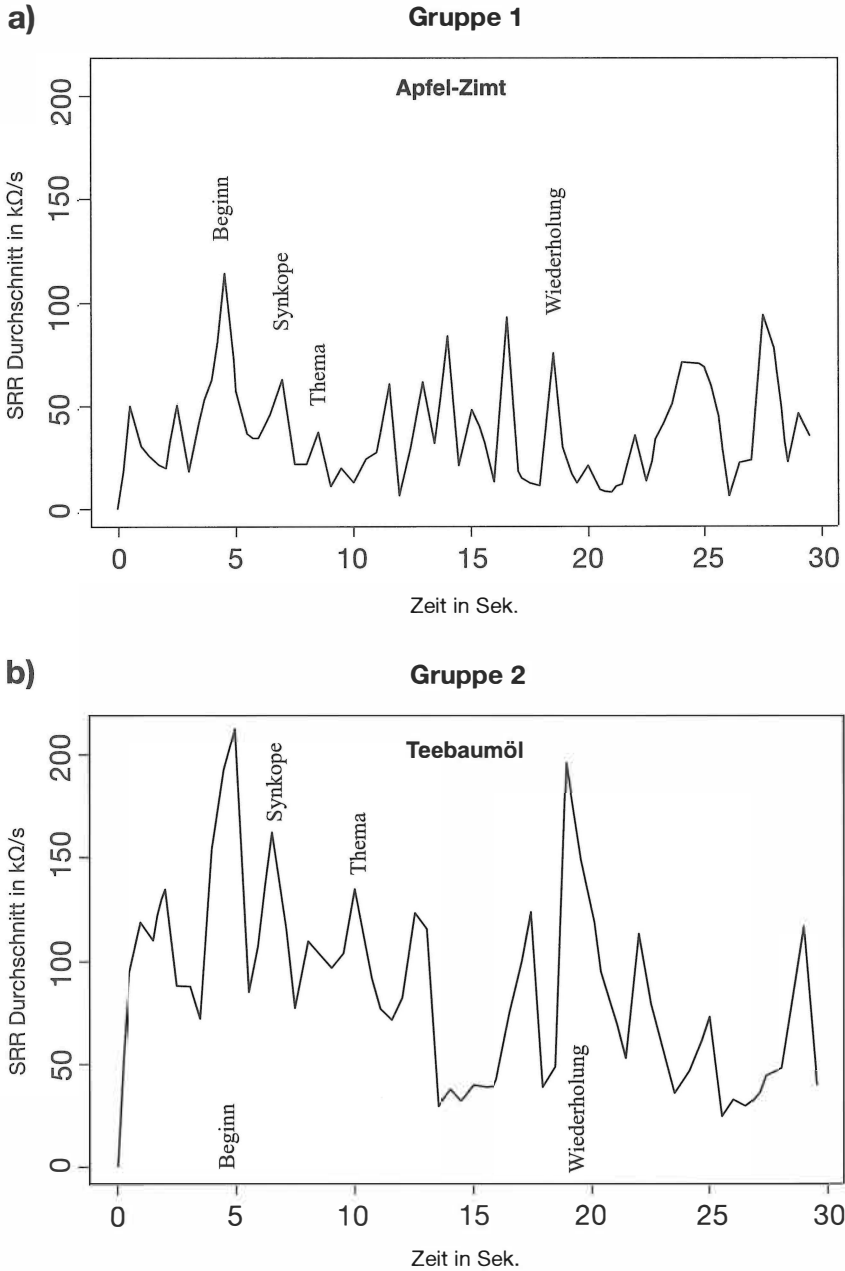 a)
Gruppe 1
Apfel-Zimt
SRR Durchschnitt in kΩ/s
200
150
100
50
0
Beginn
Synkope
Thema
Wiederholung
0 5 10 15 20 25 30
Zeit in Sek.
b)
Gruppe 2
Teebaumöl
SRR Durchschnitt in kΩ/s
200
150
100
50
0
Beginn
Synkope
Thema
Wiederholung
0 5 10 15 20 25 30
Zeit in Sek.